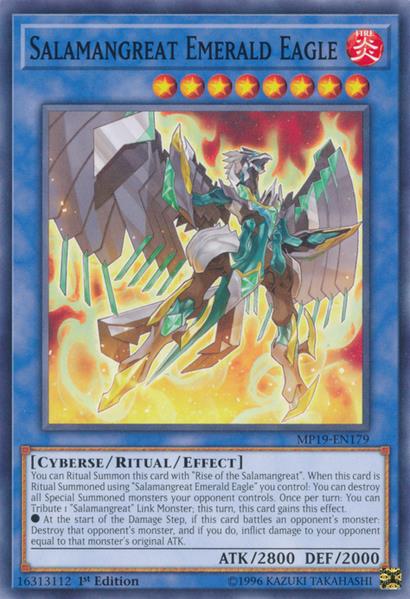 SALAMANGREAT EMERALD EAGLE
FIRE
炎
MP19-EN179
[CYBERSE/RITUAL/EFFECT]
You can Ritual Summon this card with "Rise of the Salamangreat". When this card is
Ritual Summoned using "Salamangreat Emerald Eagle" you control: You can destroy
all Special Summoned monsters your opponent controls. Once per turn: You can
Tribute 1 "Salamangreat" Link Monster; this turn, this card gains this effect.
● At the start of the Damage Step, if this card battles an opponent's monster:
Destroy that opponent's monster, and if you do, inflict damage to your opponent
equal to that monster's original ATK.
ATK/2800 DEF/2000
16313112 1st Edition ©1996 KAZUKI TAKAHASHI